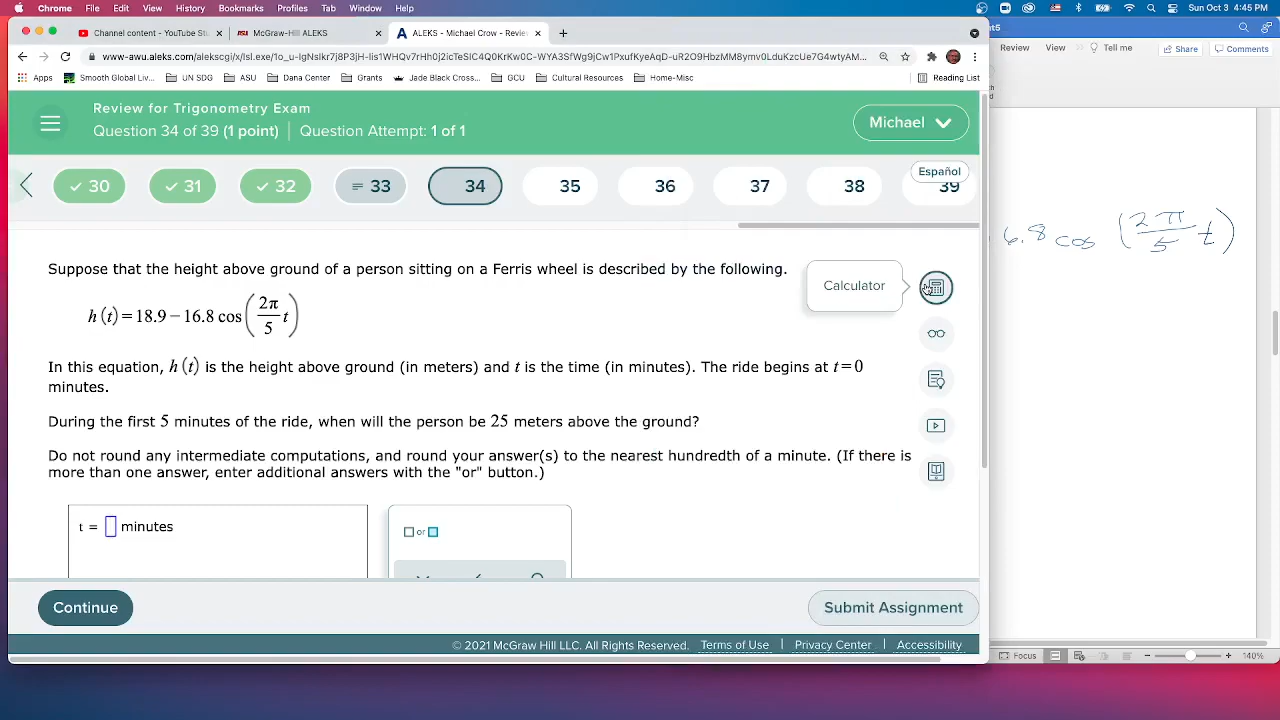 Chrome File Edit View History Bookmarks Profiles Tab Window Help Sun Oct 3 4:45 PM
Channel content - YouTube Stu... McGraw-Hill ALEKS ALEKS - Michael Crow - Review
Review View Tell me Share Comments
Apps Smooth Global Liv... UN SDG ASU Dana Center Grants Jade Black Cross... GCU Cultural Resources Home-Misc Reading List
Review for Trigonometry Exam
Question 34 of 39 (1 point) | Question Attempt: 1 of 1
Michael
30 31 32 33 34 35 36 37 38 39
Español
6.8 cos (2π/5 t)
Suppose that the height above ground of a person sitting on a Ferris wheel is described by the following.
Calculator
h (t) = 18.9 − 16.8 cos (2π/5 t)
In this equation, h (t) is the height above ground (in meters) and t is the time (in minutes). The ride begins at t = 0
minutes.
During the first 5 minutes of the ride, when will the person be 25 meters above the ground?
Do not round any intermediate computations, and round your answer(s) to the nearest hundredth of a minute. (If there is
more than one answer, enter additional answers with the "or" button.)
t = minutes
or
Continue
Submit Assignment
© 2021 McGraw Hill LLC. All Rights Reserved. Terms of Use | Privacy Center | Accessibility
Focus 140%